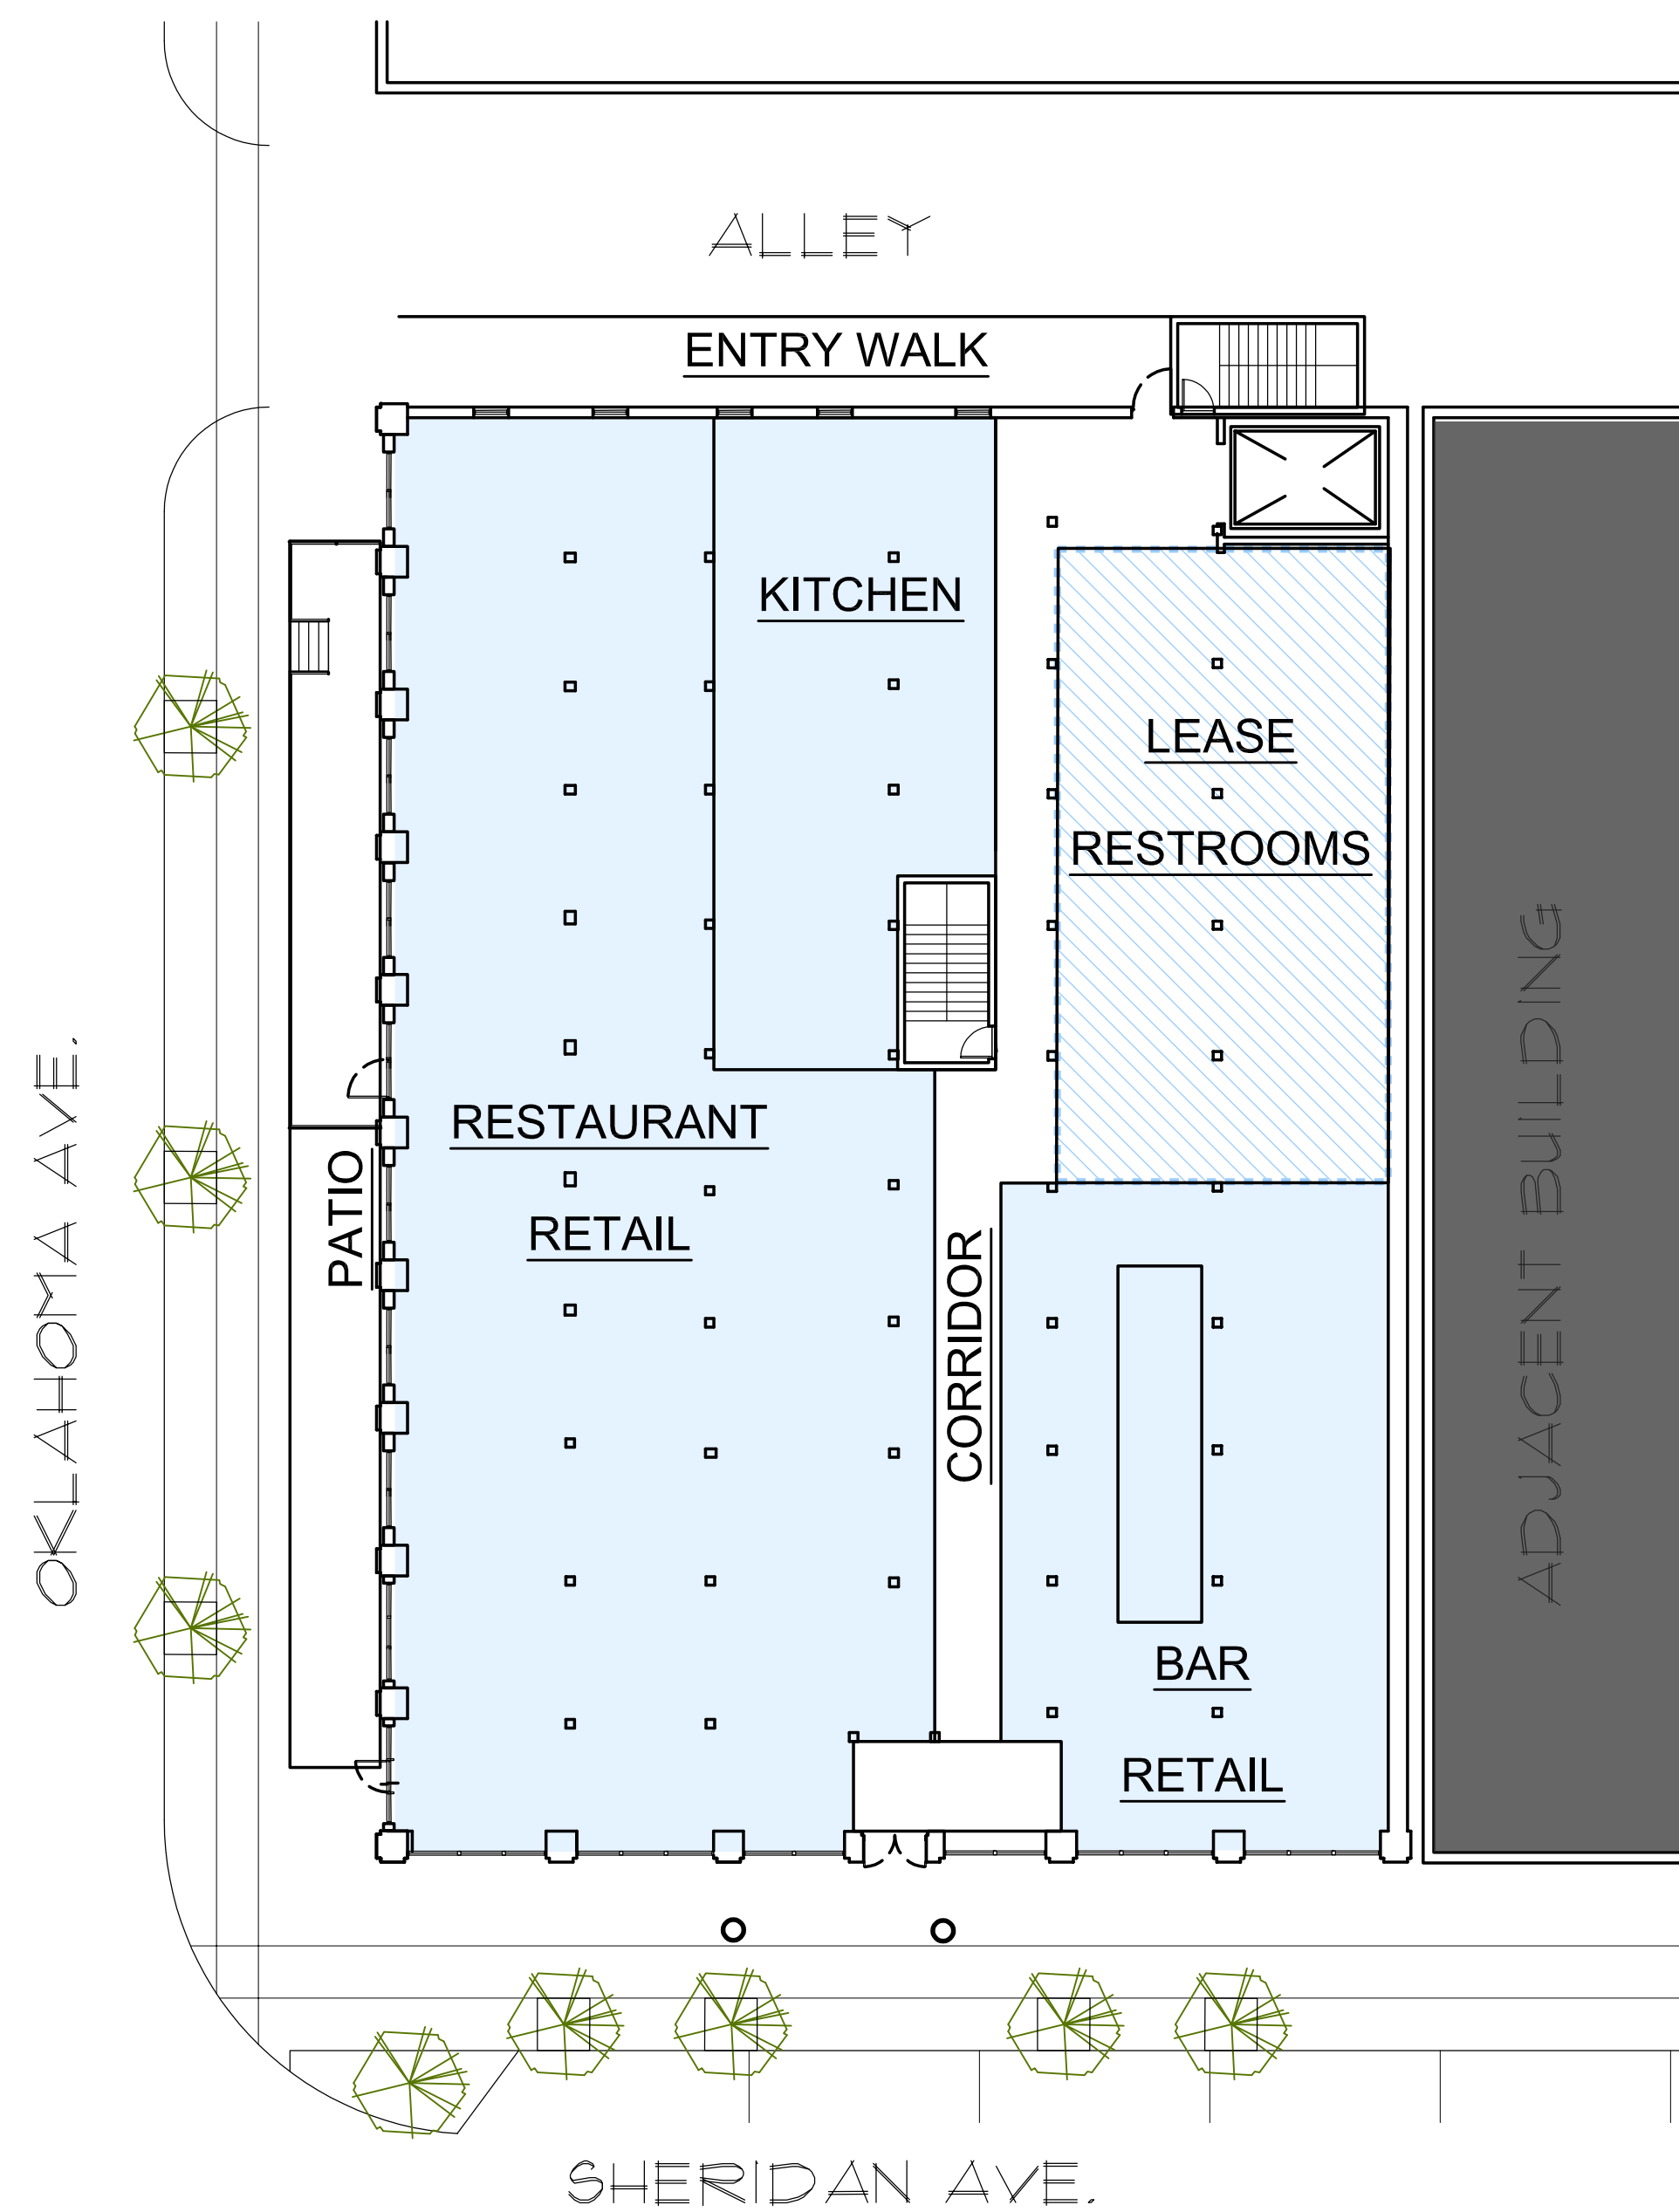 ALLEY
ENTRY WALK
KITCHEN
LEASE
RESTROOMS
RESTAURANT
RETAIL
PATIO
CORRIDOR
BAR
RETAIL
OKLAHOMA AVE.
ADJACENT BUILDING
SHERIDAN AVE.